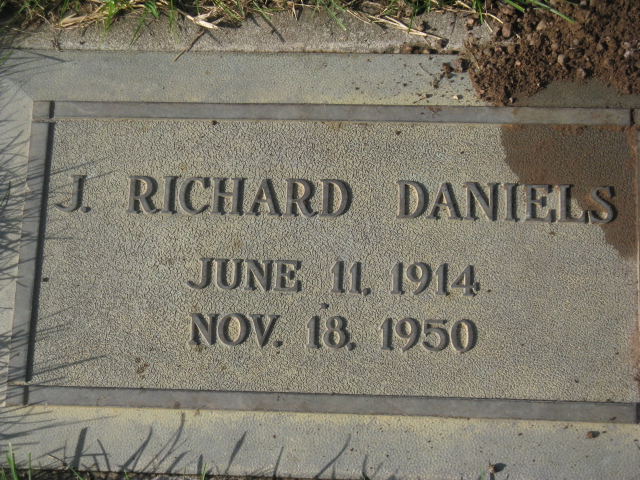 J. RICHARD DANIELS
JUNE 11, 1914
NOV. 18, 1950